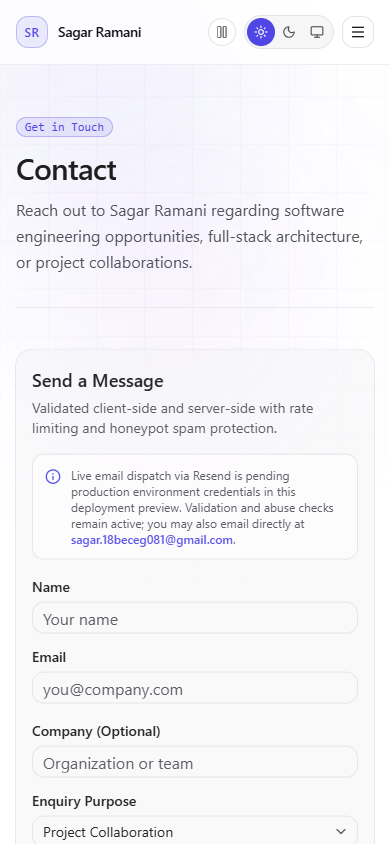 SR
Sagar Ramani
Get in Touch
Contact
Reach out to Sagar Ramani regarding software
engineering opportunities, full-stack architecture,
or project collaborations.
Send a Message
Validated client-side and server-side with rate
limiting and honeypot spam protection.
Live email dispatch via Resend is pending
production environment credentials in this
deployment preview. Validation and abuse checks
remain active; you may also email directly at
sagar.18beceg081@gmail.com.
Name
Your name
Email
you@company.com
Company (Optional)
Organization or team
Enquiry Purpose
Project Collaboration